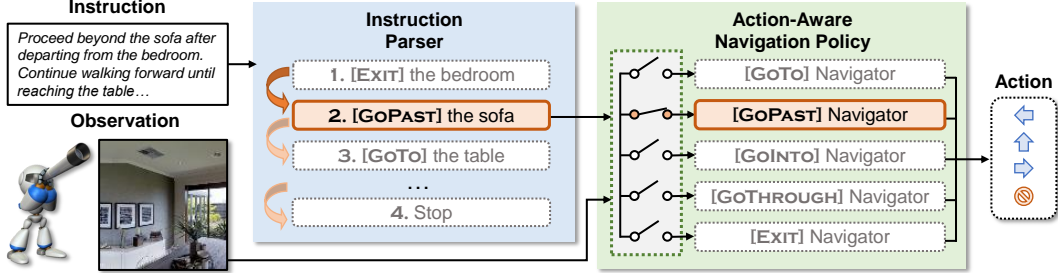 Instruction
Proceed beyond the sofa after
departing from the bedroom.
Continue walking forward until
reaching the table…
Observation
Instruction
Parser
1. [EXIT] the bedroom
2. [GOPAST] the sofa
3. [GOTO] the table
...
4. Stop
Action-Aware
Navigation Policy
[GOTO] Navigator
[GOPAST] Navigator
[GOINTO] Navigator
[GOTHROUGH] Navigator
[EXIT] Navigator
Action